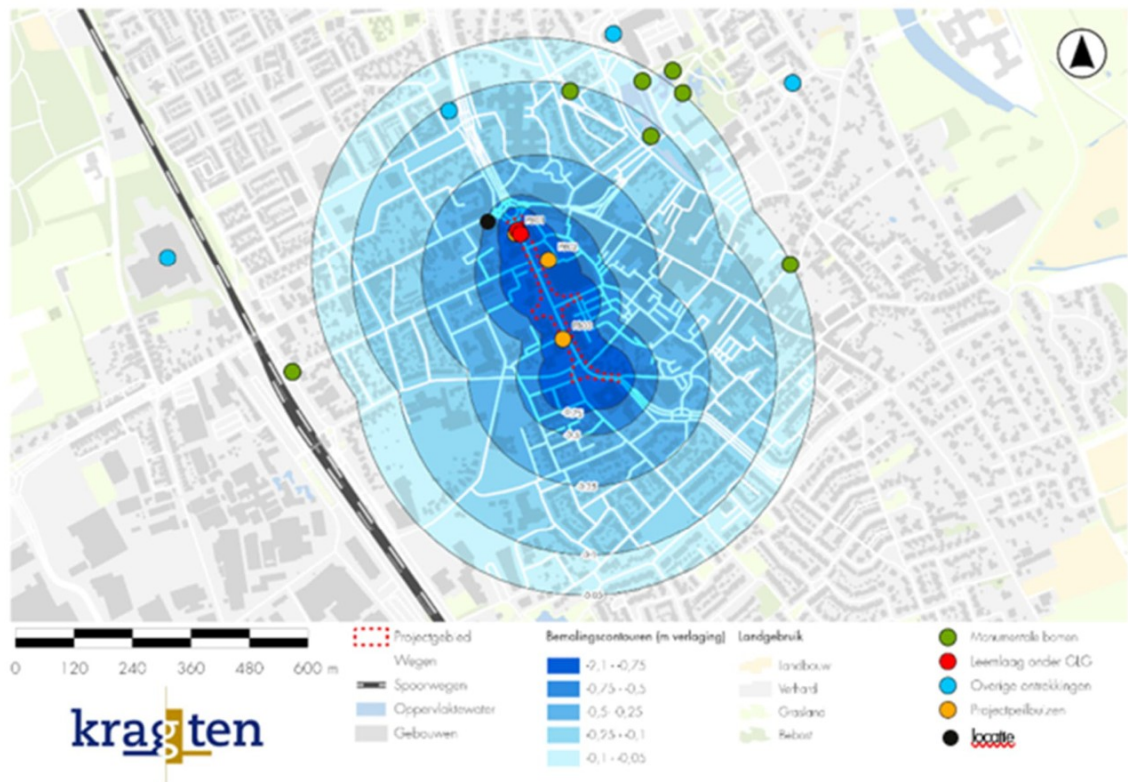 -0,75
-0,5
-0,25
-0,1
-0,05
0 120 240 360 480 600 m
kragten
Projectgebied
Wegen
Spoorwegen
Oppervlaktewater
Gebouwen
Bemalingscontouren (m verlaging)
-2,1 - -0,75
-0,75 - -0,5
-0,5 - -0,25
-0,25 - -0,1
-0,1 - -0,05
Landgebruik
Landbouw
Verhard
Grasland
Bebost
Monumentale bomen
Leemlaag onder GLG
Overige onttrekkingen
Projectpeilbuizen
locatie